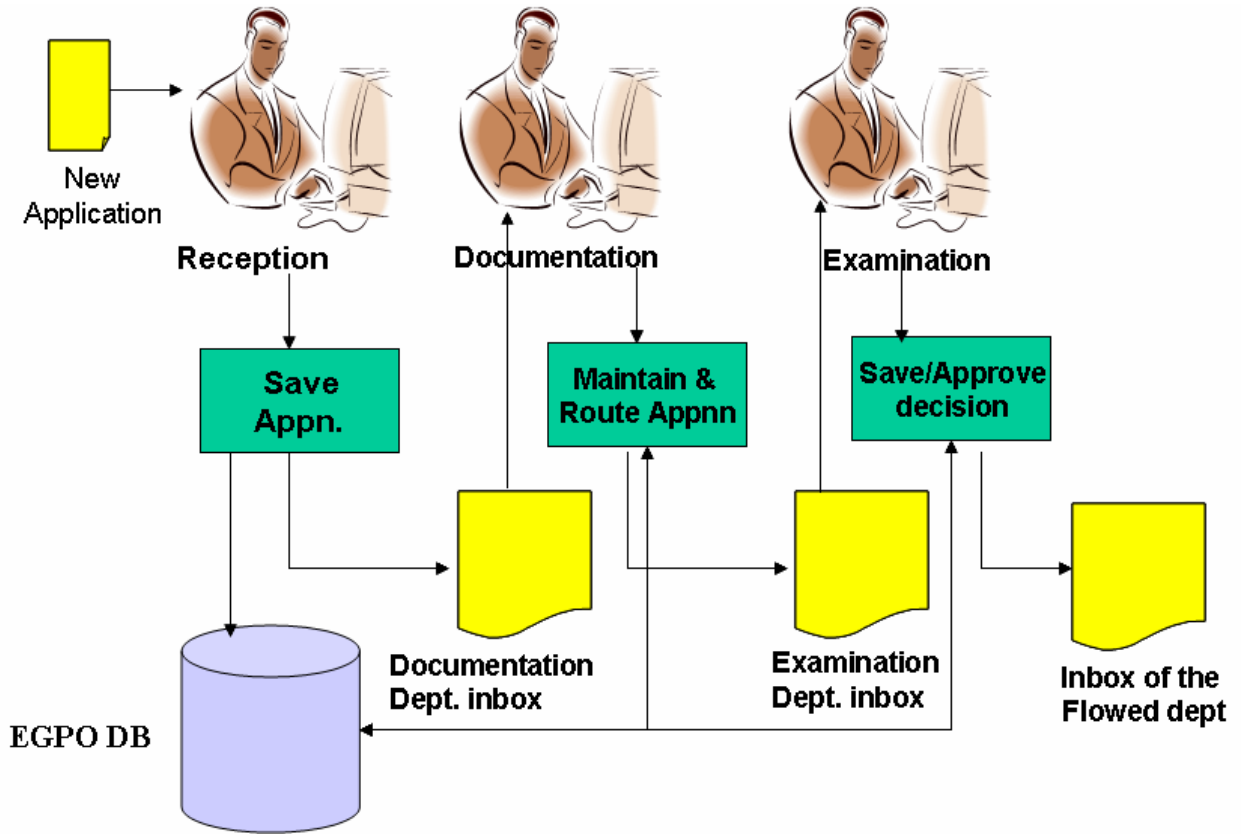 New
Application
Reception
Documentation
Examination
Save
Appn.
Maintain &
Route Appnn
Save/Approve
decision
Documentation
Dept. inbox
Examination
Dept. inbox
Inbox of the
Flowed dept
EGPO DB